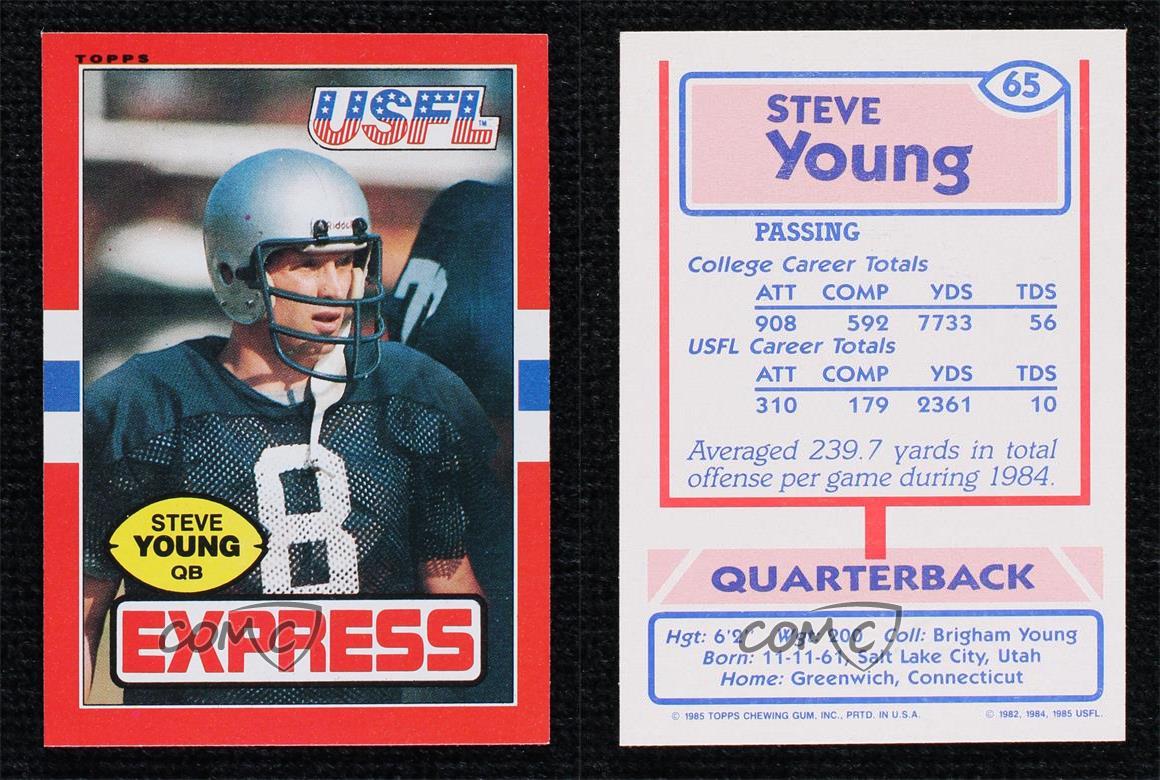 TOPPS
USFL
TM
Riddell
8
STEVE
YOUNG
QB
EXPRESS
COMC
65
STEVE
Young
PASSING
College Career Totals
ATT COMP YDS TDS
908 592 7733 56
USFL Career Totals
ATT COMP YDS TDS
310 179 2361 10
Averaged 239.7 yards in total
offense per game during 1984.
QUARTERBACK
Hgt: 6'2" Wgt: 200 Coll: Brigham Young
Born: 11-11-61, Salt Lake City, Utah
Home: Greenwich, Connecticut
COMC
© 1985 TOPPS CHEWING GUM, INC., PRTD. IN U.S.A. © 1982, 1984, 1985 USFL.